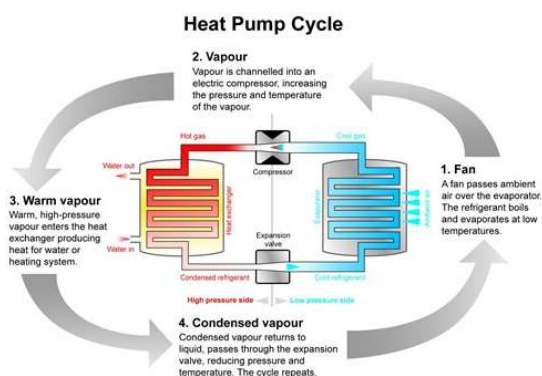 Heat Pump Cycle
2. Vapour
Vapour is channelled into an
electric compressor, increasing
the pressure and temperature
of the vapour.
Hot gas
Cool gas
Water out
Compressor
Heat exchanger
Evaporator
Ambient air
1. Fan
A fan passes ambient
air over the evaporator.
The refrigerant boils
and evaporates at low
temperatures.
3. Warm vapour
Warm, high-pressure
vapour enters the heat
exchanger producing
heat for water or
heating system.
Water in
Expansion
valve
Condensed refrigerant
Cold refrigerant
High pressure side
Low pressure side
4. Condensed vapour
Condensed vapour returns to
liquid, passes through the expansion
valve, reducing pressure and
temperature. The cycle repeats.